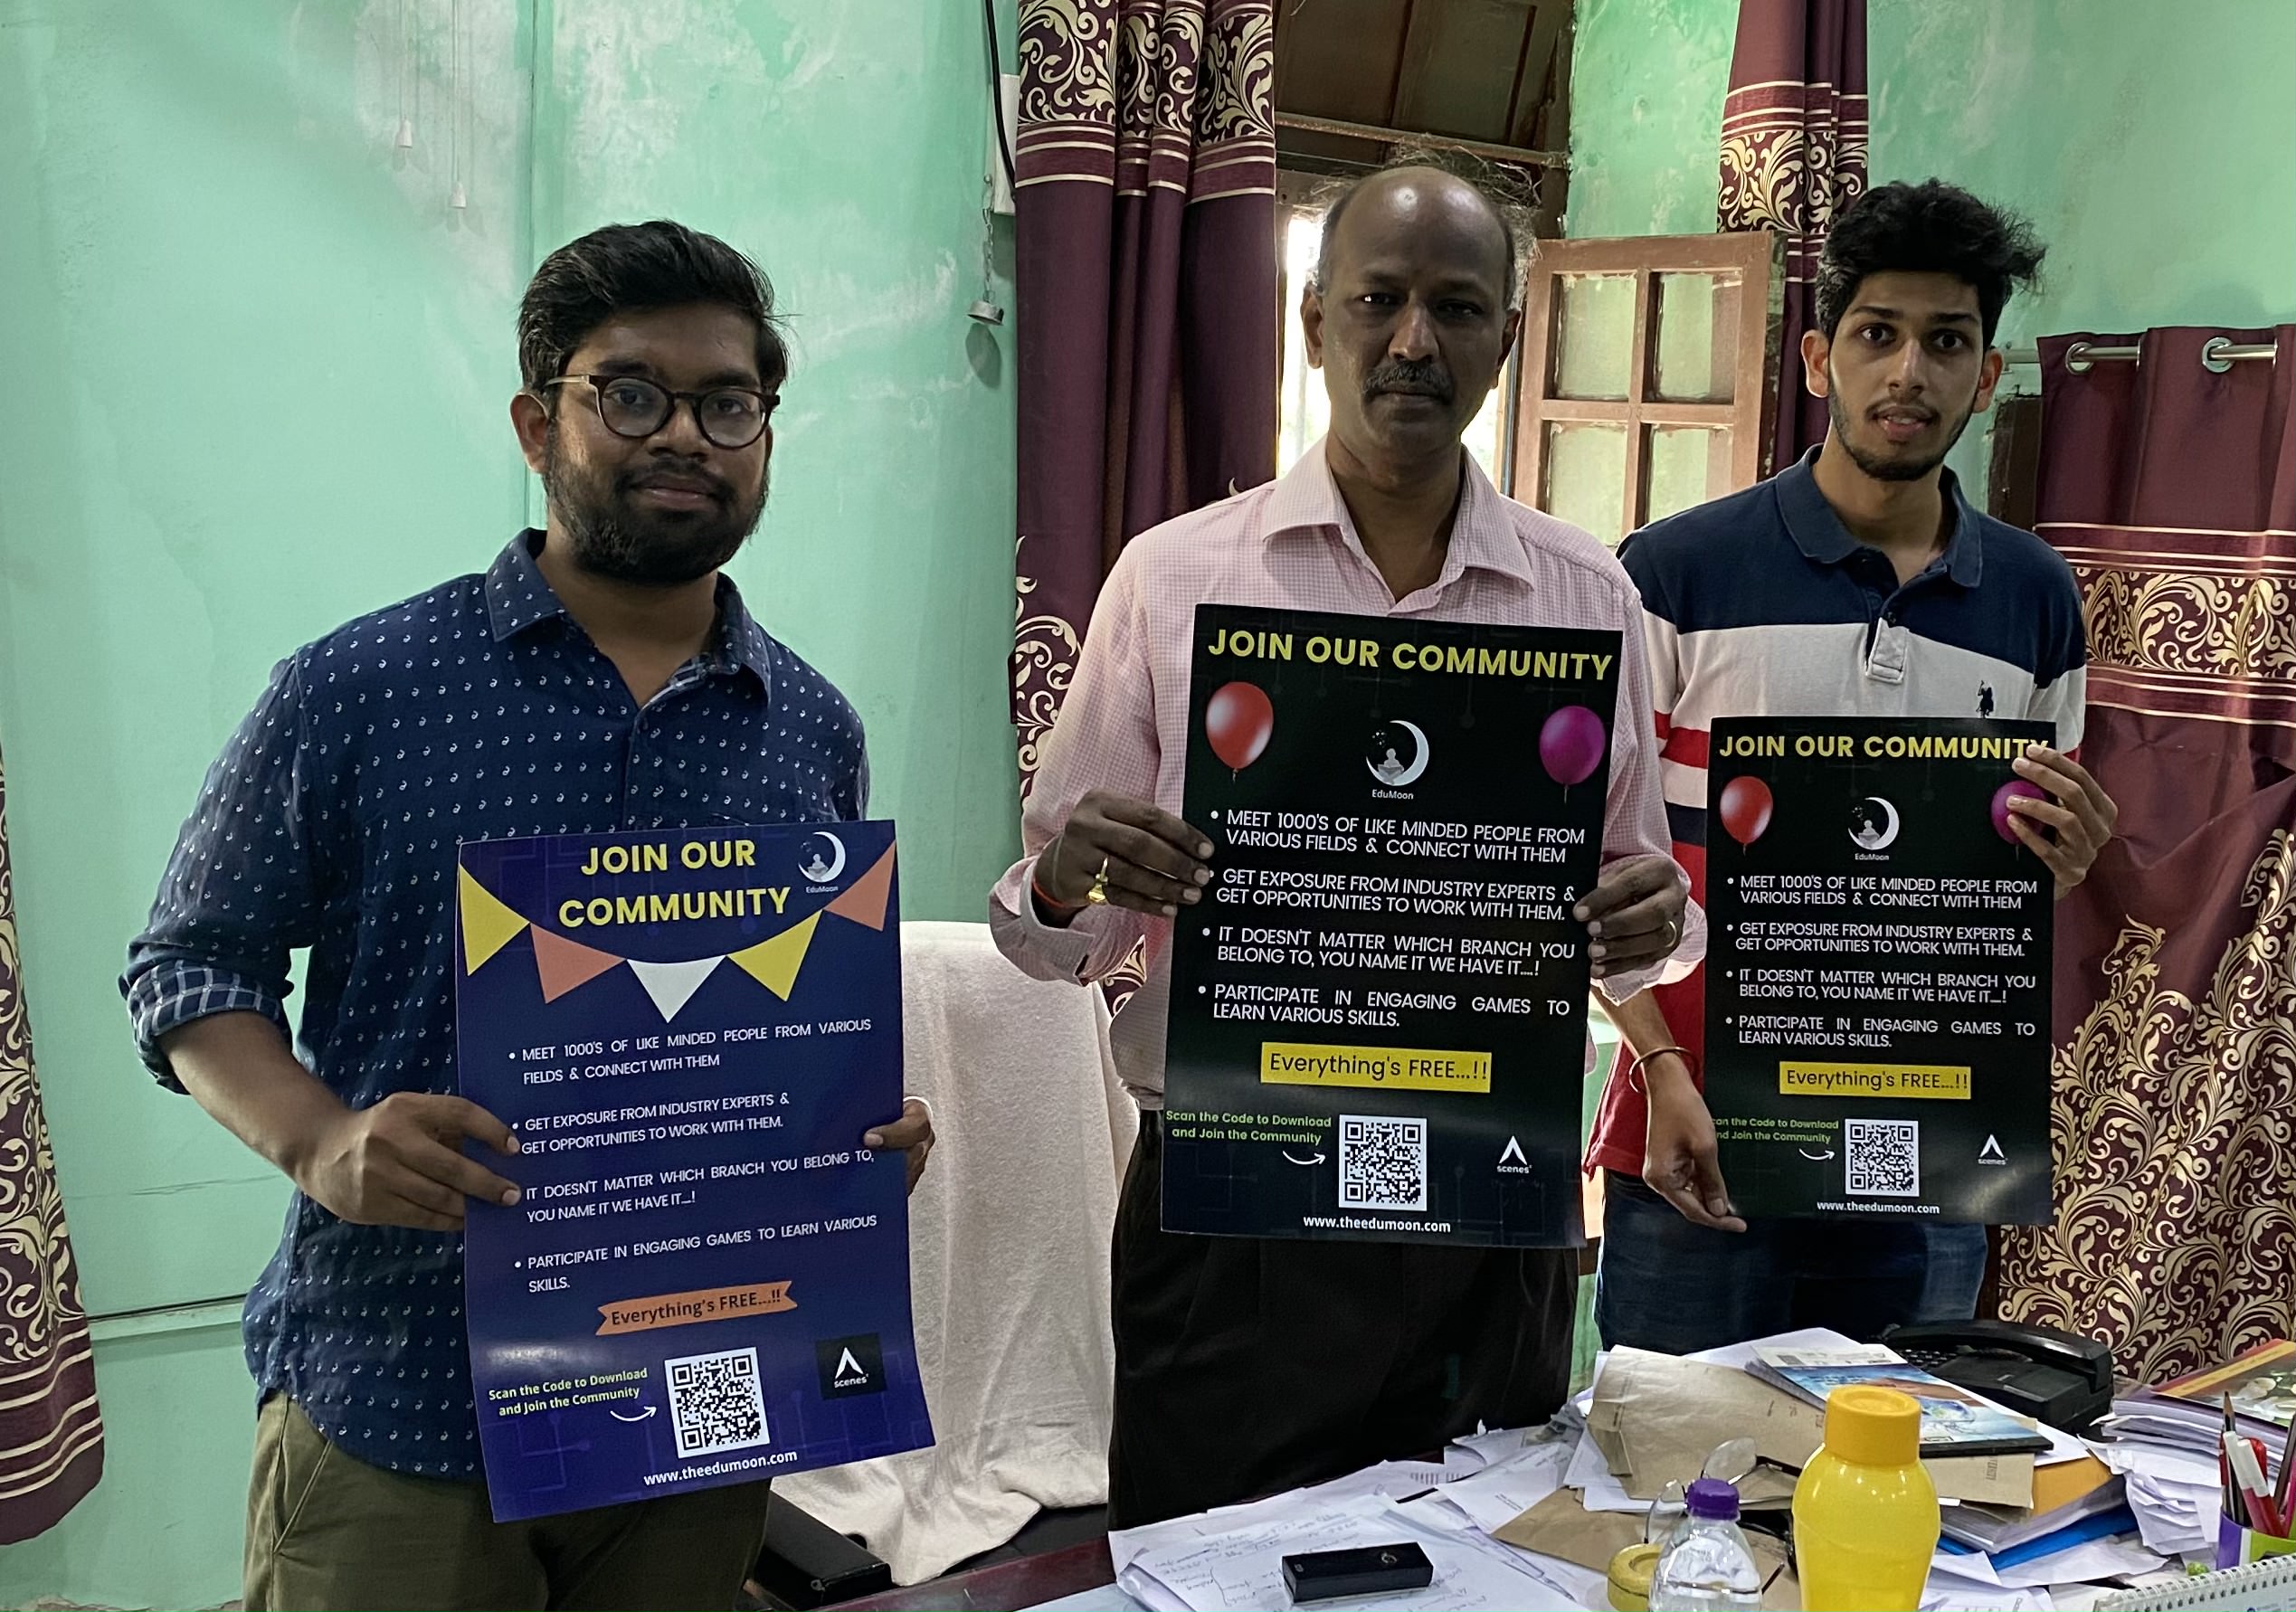 JOIN OUR
COMMUNITY
EduMoon
MEET 1000'S OF LIKE MINDED PEOPLE FROM VARIOUS
FIELDS & CONNECT WITH THEM
GET EXPOSURE FROM INDUSTRY EXPERTS &
GET OPPORTUNITIES TO WORK WITH THEM.
IT DOESN'T MATTER WHICH BRANCH YOU BELONG TO,
YOU NAME IT WE HAVE IT....!
PARTICIPATE IN ENGAGING GAMES TO LEARN VARIOUS
SKILLS.
Everything's FREE...!!
Scan the Code to Download
and Join the Community
scenes
www.theedumoon.com
JOIN OUR COMMUNITY
EduMoon
MEET 1000'S OF LIKE MINDED PEOPLE FROM
VARIOUS FIELDS & CONNECT WITH THEM
GET EXPOSURE FROM INDUSTRY EXPERTS &
GET OPPORTUNITIES TO WORK WITH THEM.
IT DOESN'T MATTER WHICH BRANCH YOU
BELONG TO, YOU NAME IT WE HAVE IT....!
PARTICIPATE IN ENGAGING GAMES TO
LEARN VARIOUS SKILLS.
Everything's FREE...!!
Scan the Code to Download
and Join the Community
scenes
www.theedumoon.com
JOIN OUR COMMUNITY
EduMoon
MEET 1000'S OF LIKE MINDED PEOPLE FROM
VARIOUS FIELDS & CONNECT WITH THEM
GET EXPOSURE FROM INDUSTRY EXPERTS &
GET OPPORTUNITIES TO WORK WITH THEM.
IT DOESN'T MATTER WHICH BRANCH YOU
BELONG TO, YOU NAME IT WE HAVE IT....!
PARTICIPATE IN ENGAGING GAMES TO
LEARN VARIOUS SKILLS.
Everything's FREE...!!
the Code to Download
Join the Community
scenes
www.theedumoon.com